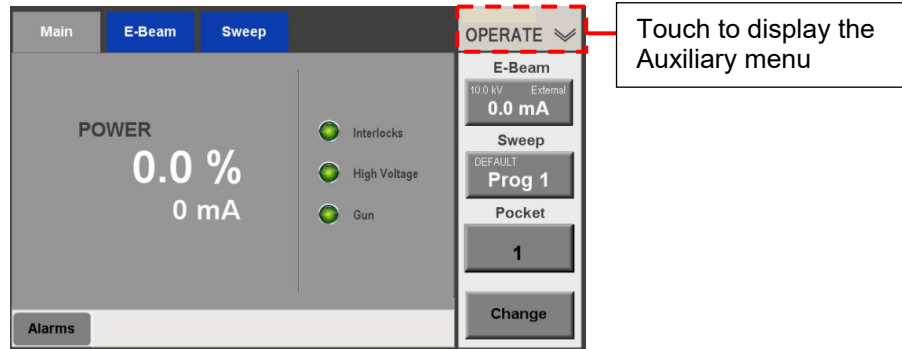 Main
E-Beam
Sweep
OPERATE
Touch to display the
Auxiliary menu
POWER
0.0 %
0 mA
Interlocks
High Voltage
Gun
E-Beam
10.0 kV External
0.0 mA
Sweep
DEFAULT
Prog 1
Pocket
1
Change
Alarms